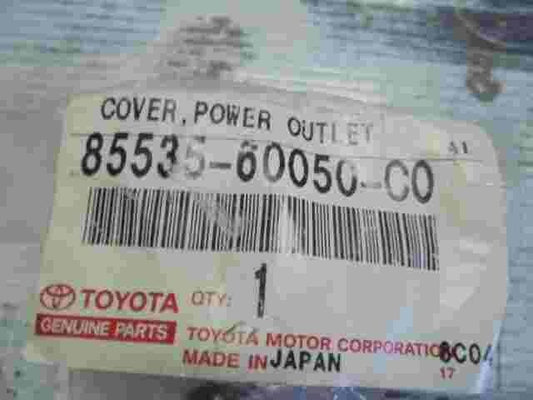 COVER, POWER OUTLET
A1
85535-60050-C0
TOYOTA QTY: 1
GENUINE PARTS TOYOTA MOTOR CORPORATION
MADE IN JAPAN 17